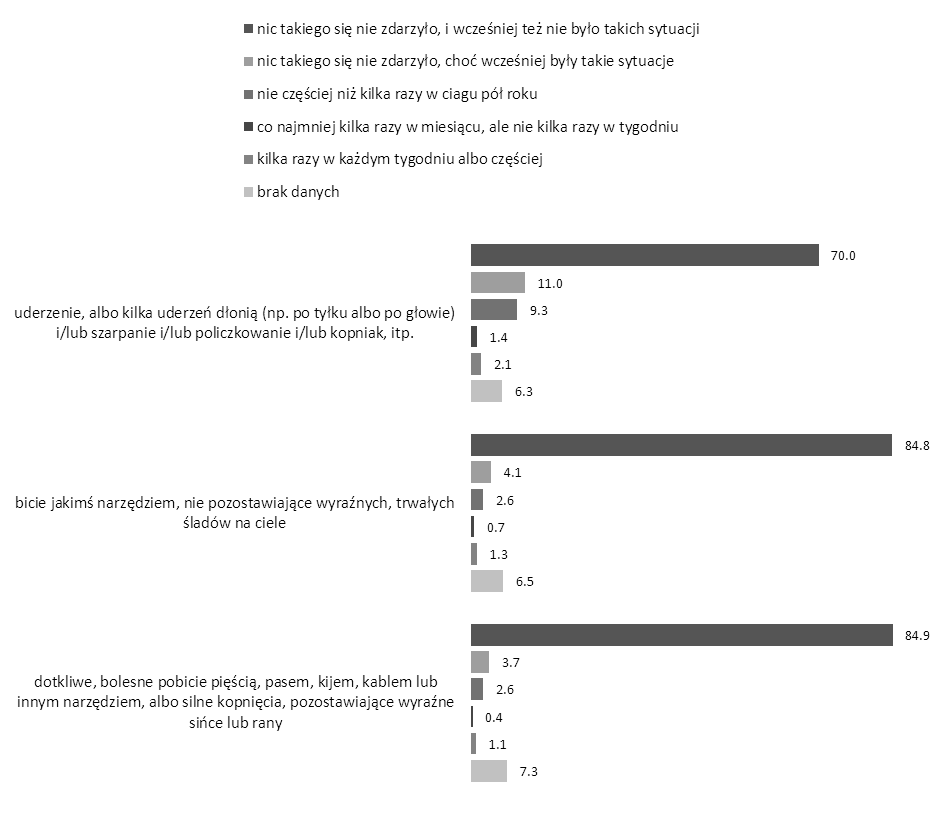 nic takiego się nie zdarzyło, i wcześniej też nie było takich sytuacji
nic takiego się nie zdarzyło, choć wcześniej były takie sytuacje
nie częściej niż kilka razy w ciagu pół roku
co najmniej kilka razy w miesiącu, ale nie kilka razy w tygodniu
kilka razy w każdym tygodniu albo częściej
brak danych
uderzenie, albo kilka uderzeń dłonią (np. po tyłku albo po głowie)
i/lub szarpanie i/lub policzkowanie i/lub kopniak, itp.
70.0
11.0
9.3
1.4
2.1
6.3
bicie jakimś narzędziem, nie pozostawiające wyraźnych, trwałych
śladów na ciele
84.8
4.1
2.6
0.7
1.3
6.5
dotkliwe, bolesne pobicie pięścią, pasem, kijem, kablem lub
innym narzędziem, albo silne kopnięcia, pozostawiające wyraźne
sińce lub rany
84.9
3.7
2.6
0.4
1.1
7.3